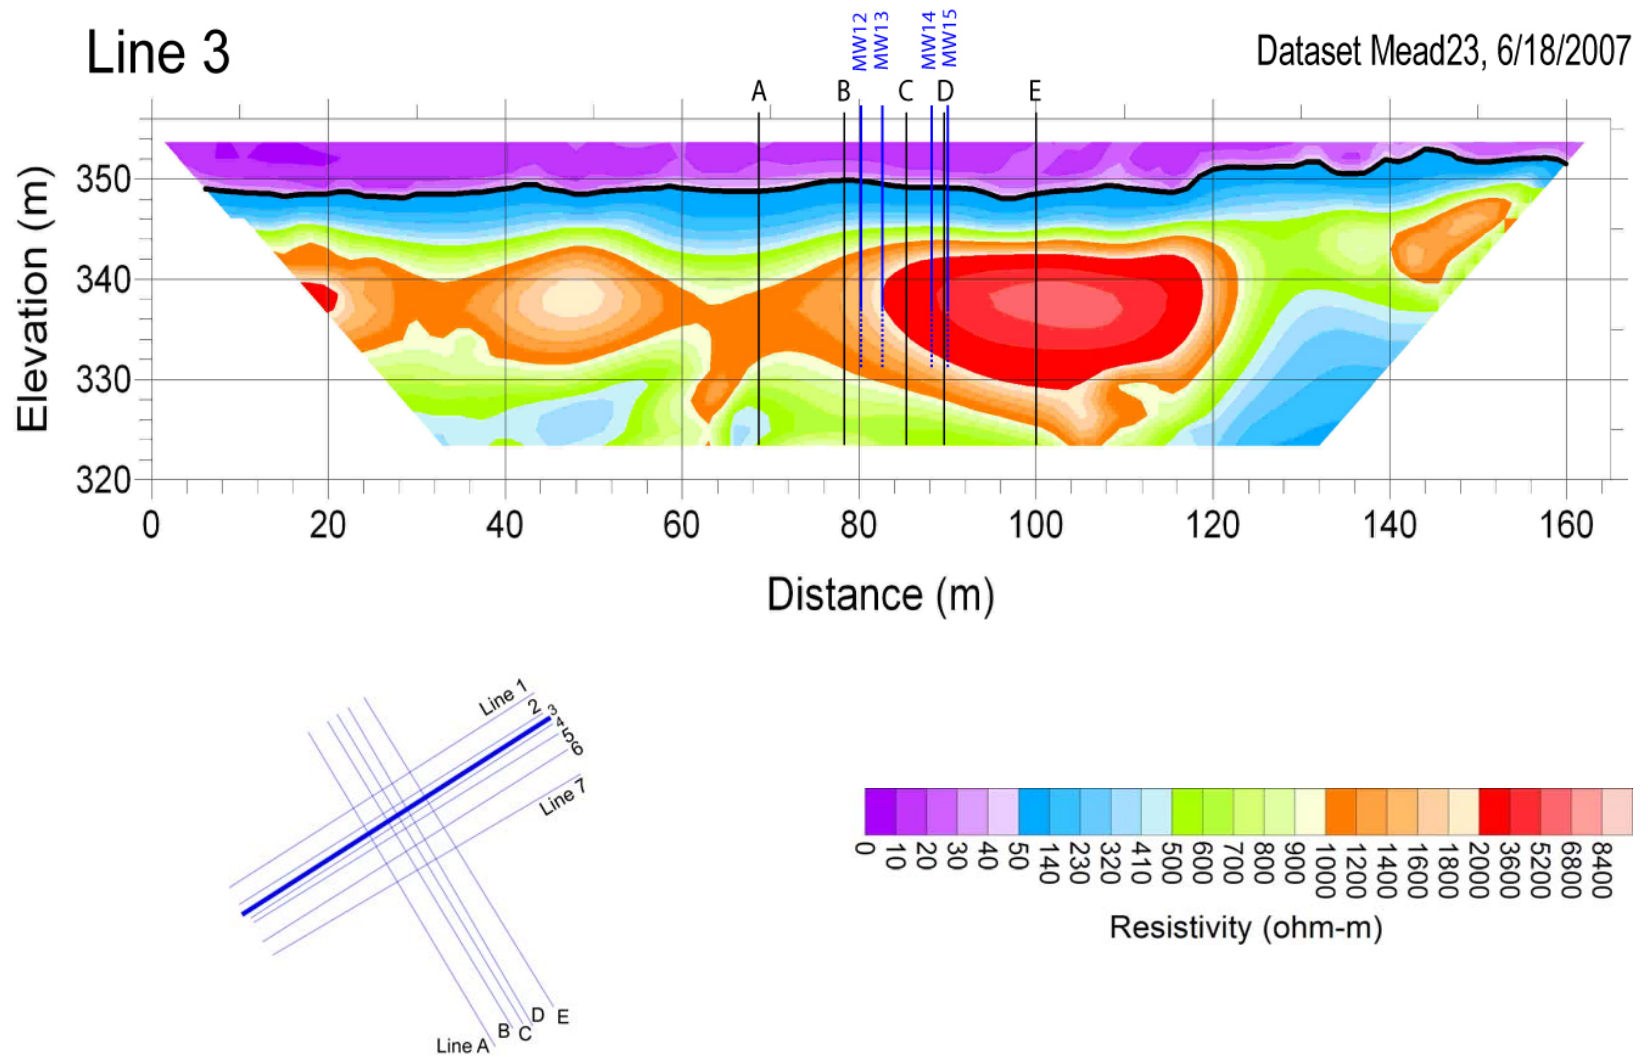 Line 3
MW12
MW13
MW14
MW15
Dataset Mead23, 6/18/2007
A B C D E
Elevation (m)
350
340
330
320
0 20 40 60 80 100 120 140 160
Distance (m)
Line 1
2
3
4
5
6
Line 7
Line A
B
C
D
E
0 10 20 30 40 50 140 230 320 410 500 600 700 800 900 1000 1200 1400 1600 1800 2000 3600 5200 6800 8400
Resistivity (ohm-m)